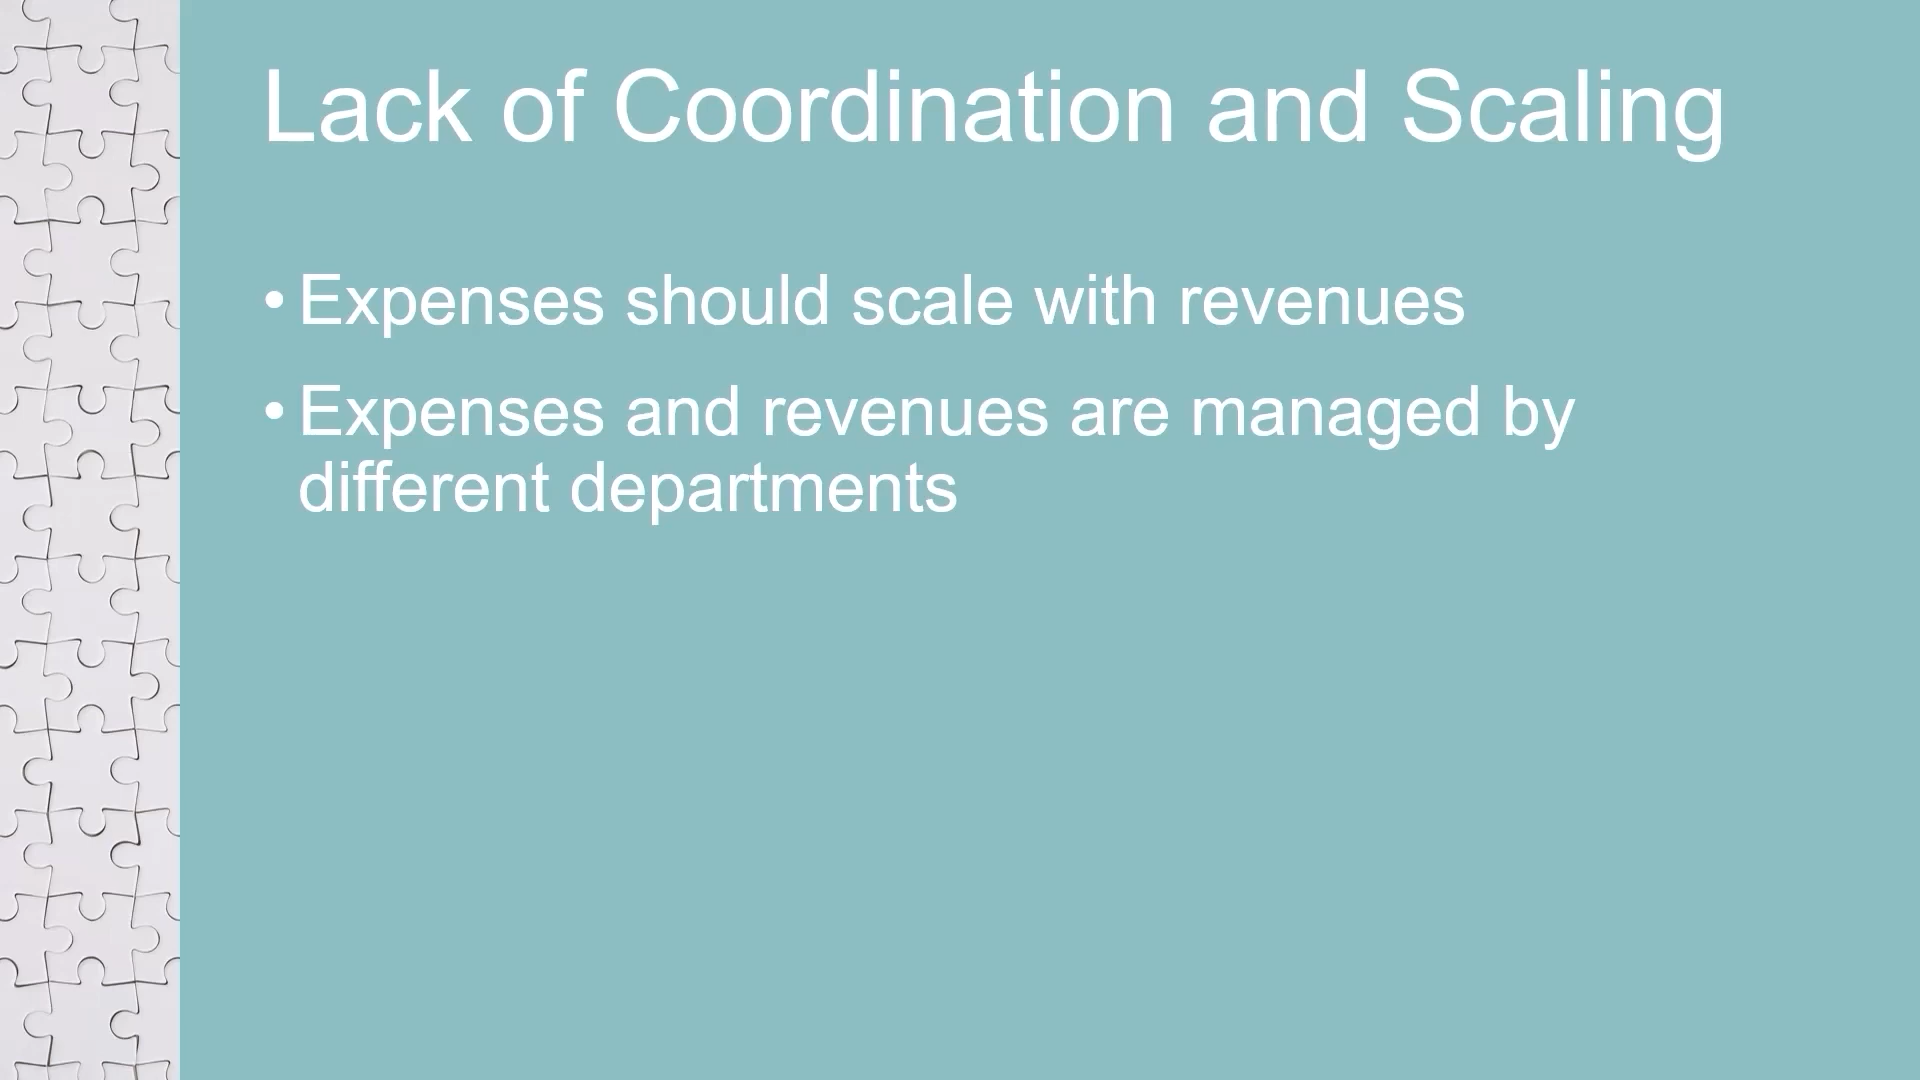 Lack of Coordination and Scaling
• Expenses should scale with revenues
• Expenses and revenues are managed by
different departments